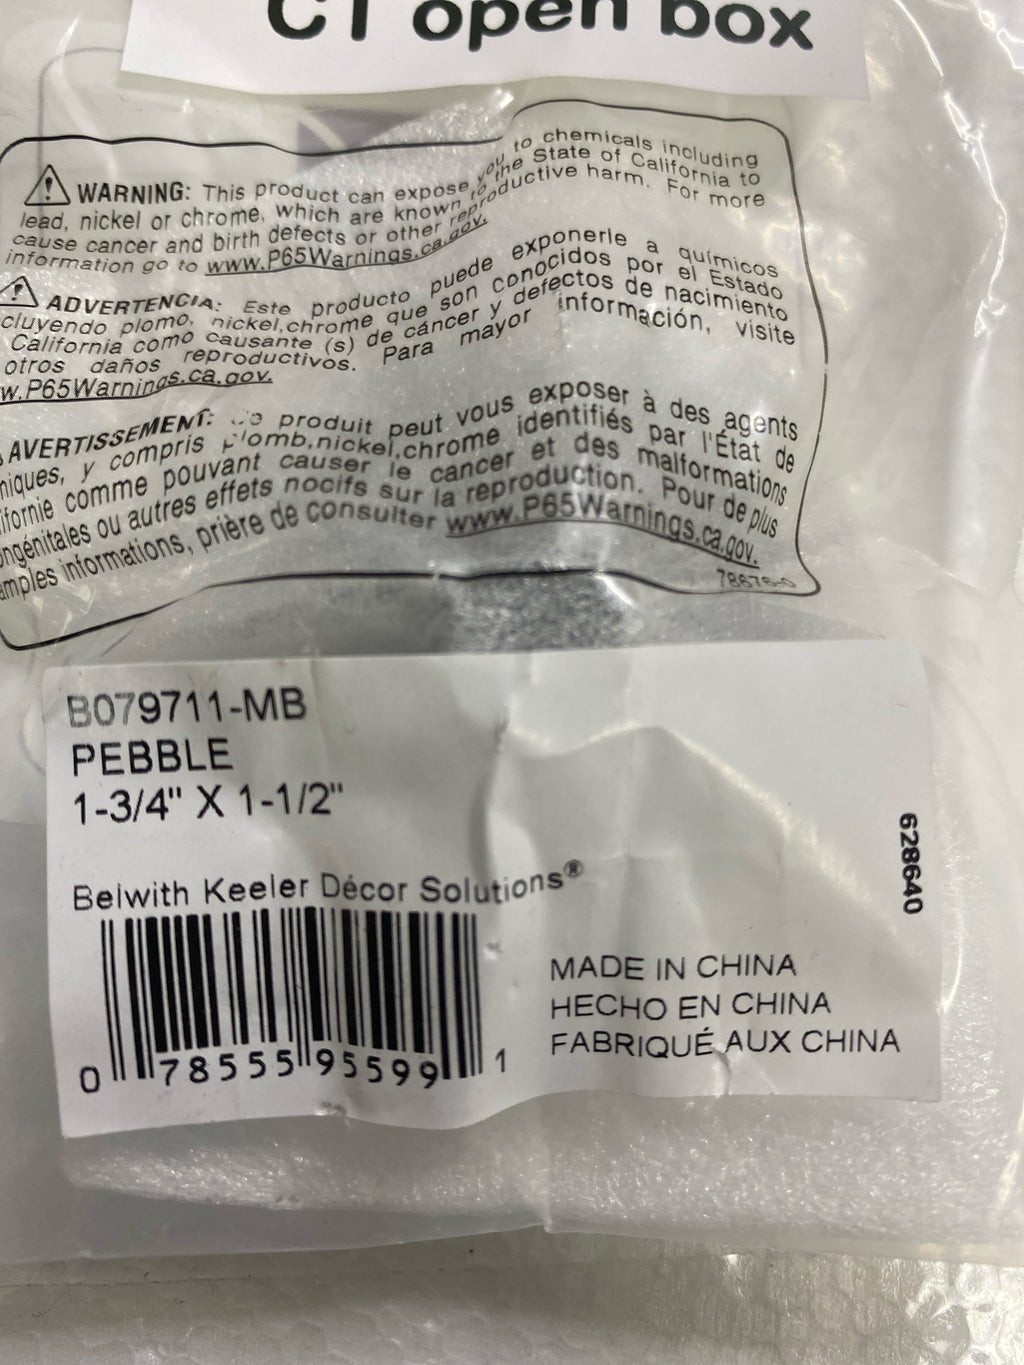 CT open box
WARNING: This product can expose you to chemicals including
lead, nickel or chrome, which are known to the State of California to
cause cancer and birth defects or other reproductive harm. For more
information go to www.P65Warnings.ca.gov.
ADVERTENCIA: Este producto puede exponerle a químicos
cluyendo plomo, nickel,chrome que son conocidos por el Estado
California como causante (s) de cáncer y defectos de nacimiento
otros daños reproductivos. Para mayor información, visite
w.P65Warnings.ca.gov.
AVERTISSEMENT: produit peut vous exposer à des agents
niques, y compris plomb,nickel,chrome identifiés par l'État de
ifornie comme pouvant causer le cancer et des malformations
ongénitales ou autres effets nocifs sur la reproduction. Pour de plus
amples informations, prière de consulter www.P65Warnings.ca.gov.
78676-0
B079711-MB
PEBBLE
1-3/4" X 1-1/2"
628640
Belwith Keeler Décor Solutions®
0 78555 95599 1
MADE IN CHINA
HECHO EN CHINA
FABRIQUÉ AUX CHINA